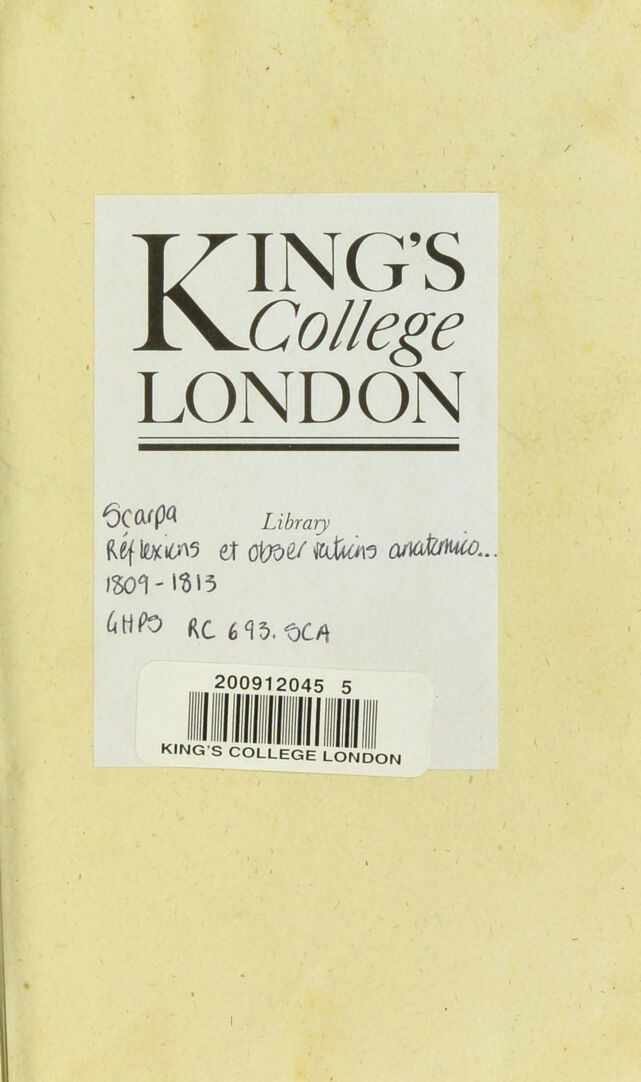 KING'S
College
LONDON
Scarpa
Library
Réflexions et observations anatomico...
1809-1813
GHPS RC 693. SCA
200912045 5
KING'S COLLEGE LONDON